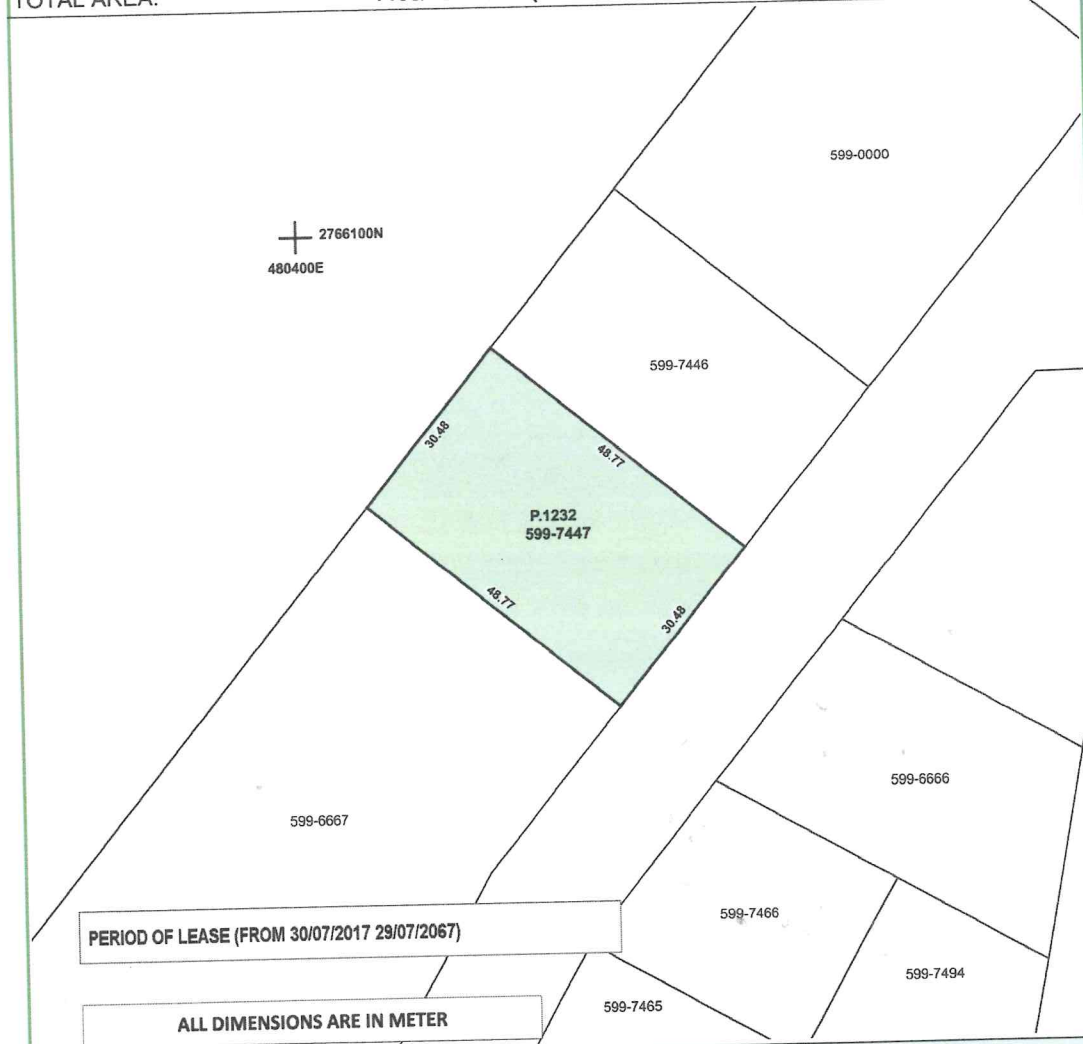 TOTAL AREA:
599-0000
2766100N
480400E
599-7446
30.48
48.77
P.1232
599-7447
48.77
30.48
599-6666
599-6667
599-7466
PERIOD OF LEASE (FROM 30/07/2017 29/07/2067)
599-7494
599-7465
ALL DIMENSIONS ARE IN METER